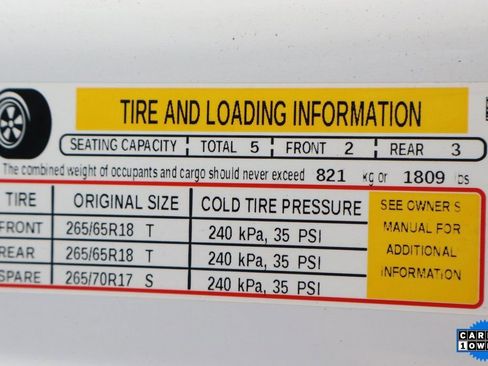 TIRE AND LOADING INFORMATION
SEATING CAPACITY TOTAL 5 FRONT 2 REAR 3
The combined weight of occupants and cargo should never exceed 821 kg or 1809 lbs
TIRE ORIGINAL SIZE COLD TIRE PRESSURE
FRONT 265/65R18 T 240 kPa, 35 PSI
REAR 265/65R18 T 240 kPa, 35 PSI
SPARE 265/70R17 S 240 kPa, 35 PSI
SEE OWNER'S
MANUAL FOR
ADDITIONAL
INFORMATION
1 OW